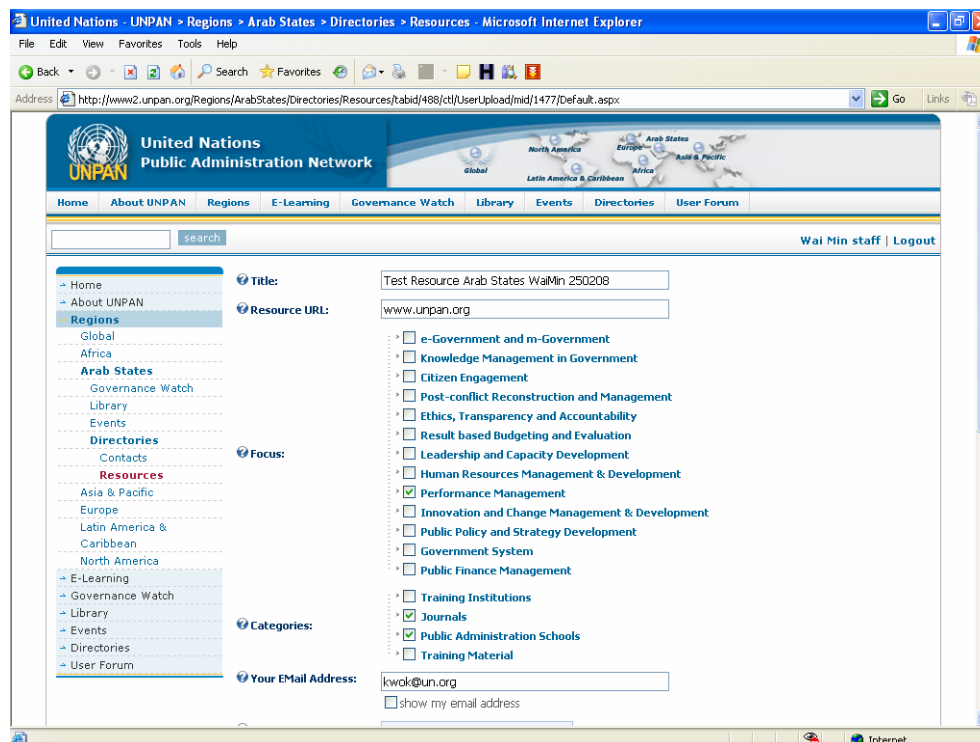 United Nations - UNPAN > Regions > Arab States > Directories > Resources - Microsoft Internet Explorer
File Edit View Favorites Tools Help
Back Search Favorites
Address http://www2.unpan.org/Regions/ArabStates/Directories/Resources/tabid/488/ctl/UserUpload/mid/1477/Default.aspx Go Links
United Nations
Public Administration Network
UNPAN
Global
North America
Latin America & Caribbean
Europe
Arab States
Africa
Asia & Pacific
Home About UNPAN Regions E-Learning Governance Watch Library Events Directories User Forum
search
Wai Min staff | Logout
Home
About UNPAN
Regions
Global
Africa
Arab States
Governance Watch
Library
Events
Directories
Contacts
Resources
Asia & Pacific
Europe
Latin America &
Caribbean
North America
E-Learning
Governance Watch
Library
Events
Directories
User Forum
Title: Test Resource Arab States WaiMin 250208
Resource URL: www.unpan.org
Focus:
e-Government and m-Government
Knowledge Management in Government
Citizen Engagement
Post-conflict Reconstruction and Management
Ethics, Transparency and Accountability
Result based Budgeting and Evaluation
Leadership and Capacity Development
Human Resources Management & Development
Performance Management
Innovation and Change Management & Development
Public Policy and Strategy Development
Government System
Public Finance Management
Categories:
Training Institutions
Journals
Public Administration Schools
Training Material
Your EMail Address: kwok@un.org
show my email address
Internet